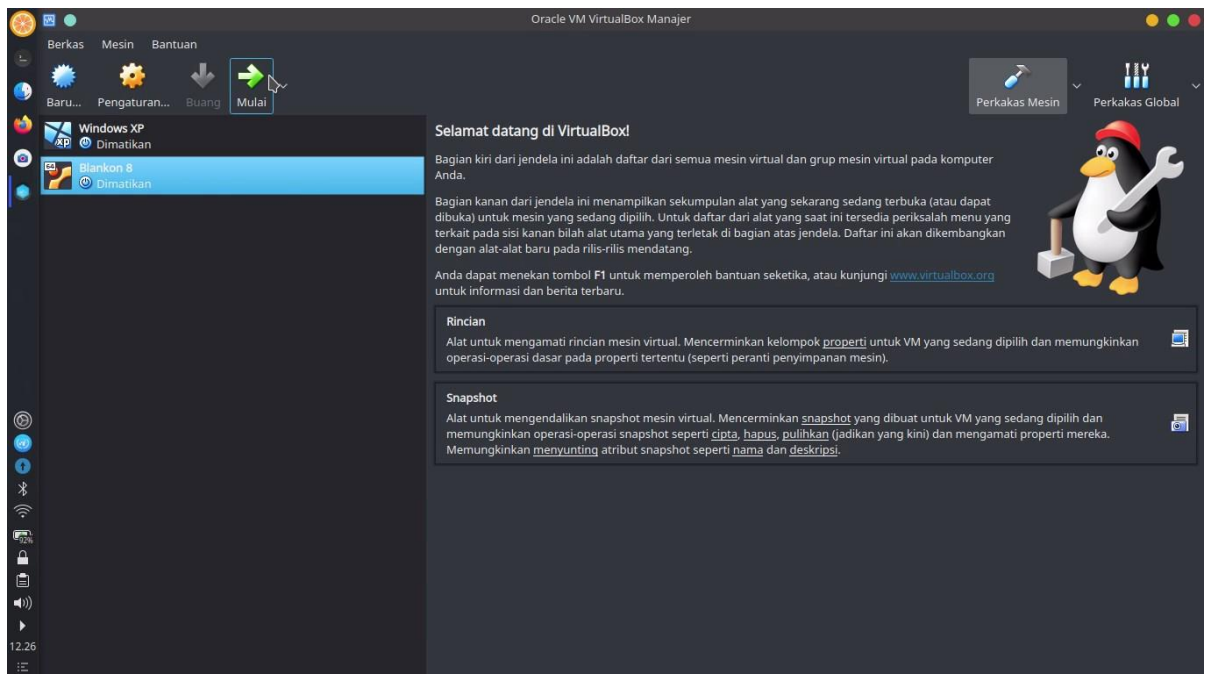 Oracle VM VirtualBox Manajer
Berkas Mesin Bantuan
Baru... Pengaturan... Buang Mulai Perkakas Mesin Perkakas Global
Windows XP
Dimatikan
Blankon 8
Dimatikan
Selamat datang di VirtualBox!
Bagian kiri dari jendela ini adalah daftar dari semua mesin virtual dan grup mesin virtual pada komputer
Anda.
Bagian kanan dari jendela ini menampilkan sekumpulan alat yang sekarang sedang terbuka (atau dapat
dibuka) untuk mesin yang sedang dipilih. Untuk daftar dari alat yang saat ini tersedia periksalah menu yang
terkait pada sisi kanan bilah alat utama yang terletak di bagian atas jendela. Daftar ini akan dikembangkan
dengan alat-alat baru pada rilis-rilis mendatang.
Anda dapat menekan tombol F1 untuk memperoleh bantuan seketika, atau kunjungi www.virtualbox.org
untuk informasi dan berita terbaru.
Rincian
Alat untuk mengamati rincian mesin virtual. Mencerminkan kelompok properti untuk VM yang sedang dipilih dan memungkinkan
operasi-operasi dasar pada properti tertentu (seperti peranti penyimpanan mesin).
Snapshot
Alat untuk mengendalikan snapshot mesin virtual. Mencerminkan snapshot yang dibuat untuk VM yang sedang dipilih dan
memungkinkan operasi-operasi snapshot seperti cipta, hapus, pulihkan (jadikan yang kini) dan mengamati properti mereka.
Memungkinkan menyunting atribut snapshot seperti nama dan deskripsi.
92%
12.26